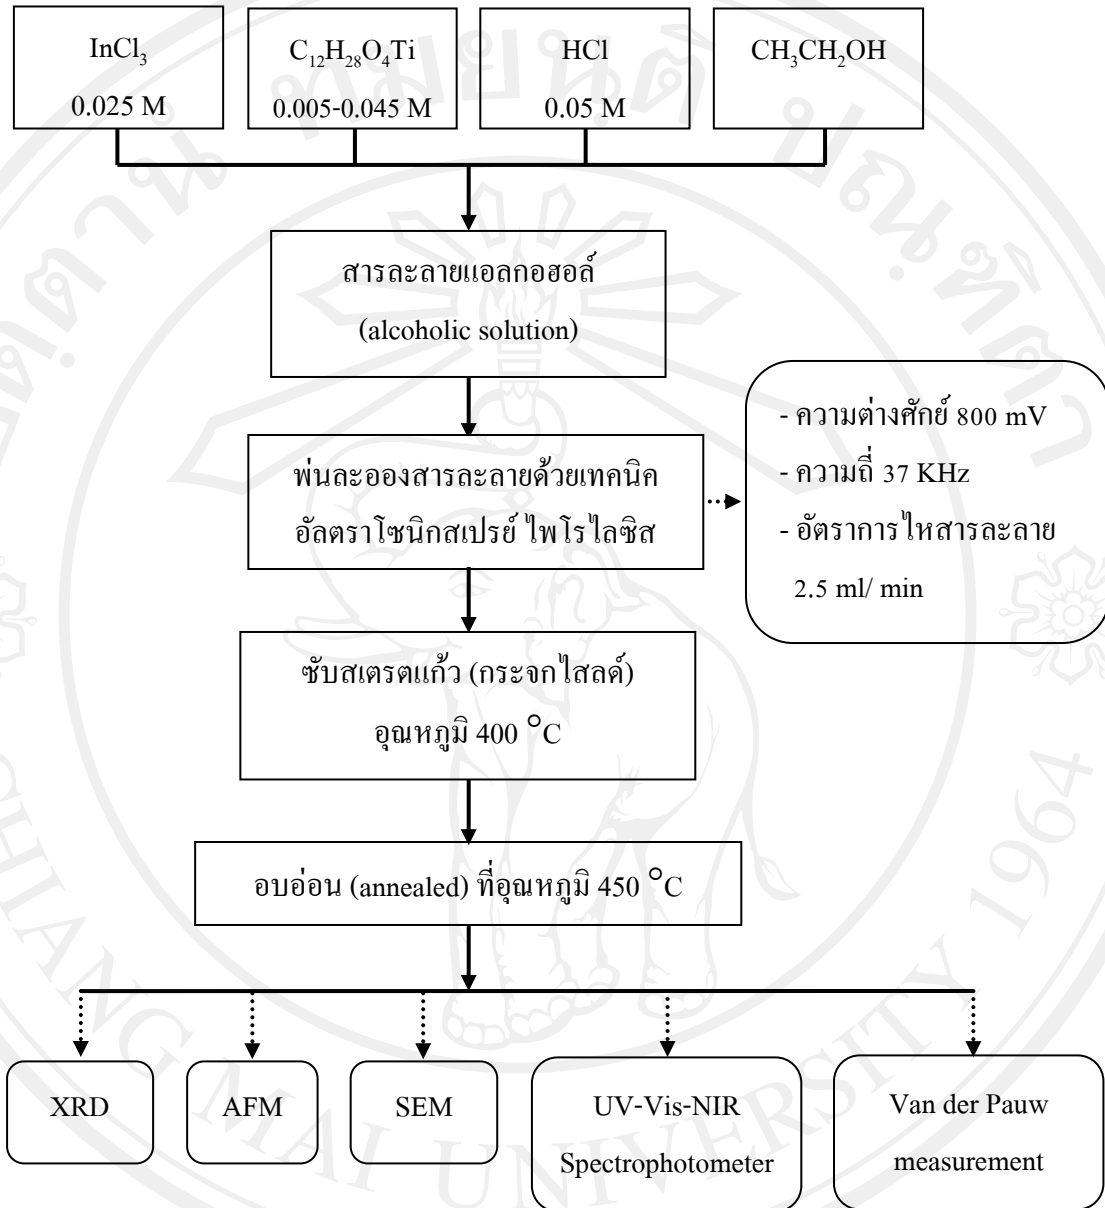 InCl₃
0.025 M
C₁₂H₂₈O₄Ti
0.005-0.045 M
HCl
0.05 M
CH₃CH₂OH
สารละลายแอลกอฮอล์
(alcoholic solution)
พ่นละอองสารละลายด้วยเทคนิค
อัลตราโซนิกสเปรย์ ไพโรไลซิส
- ความต่างศักย์ 800 mV
- ความถี่ 37 KHz
- อัตราการไหสารละลาย
2.5 ml/ min
ซับสเตรตแก้ว (กระจกไสลด์)
อุณหภูมิ 400 °C
อบอ่อน (annealed) ที่อุณหภูมิ 450 °C
XRD
AFM
SEM
UV-Vis-NIR
Spectrophotometer
Van der Pauw
measurement
CHIANG MAI UNIVERSITY 1964